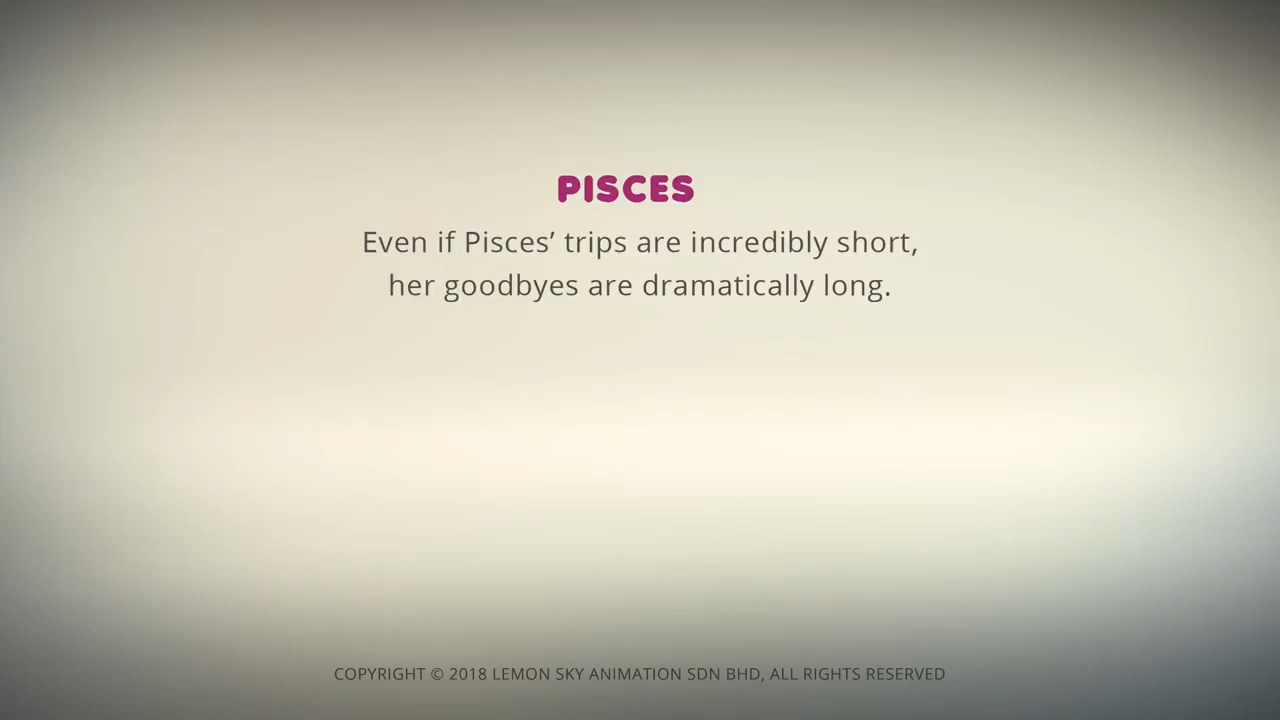 PISCES
Even if Pisces’ trips are incredibly short,
her goodbyes are dramatically long.
COPYRIGHT © 2018 LEMON SKY ANIMATION SDN BHD, ALL RIGHTS RESERVED